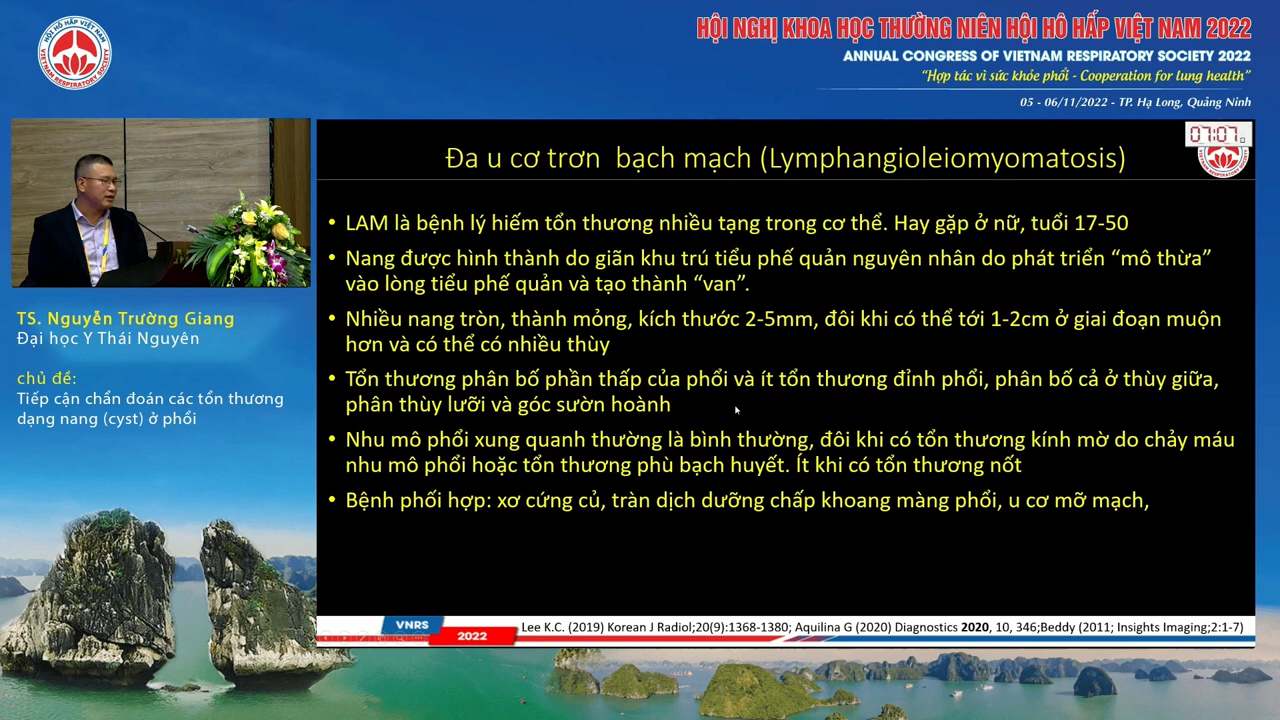 HỘI HÔ HẤP VIỆT NAM
VIETNAM RESPIRATORY SOCIETY
HỘI NGHỊ KHOA HỌC THƯỜNG NIÊN HỘI HÔ HẤP VIỆT NAM 2022
ANNUAL CONGRESS OF VIETNAM RESPIRATORY SOCIETY 2022
“Hợp tác vì sức khỏe phổi - Cooperation for lung health”
05 - 06/11/2022 - TP. Hạ Long, Quảng Ninh
TS. Nguyễn Trường Giang
Đại học Y Thái Nguyên
chủ đề:
Tiếp cận chẩn đoán các tổn thương
dạng nang (cyst) ở phổi
07:07
Đa u cơ trơn bạch mạch (Lymphangioleiomyomatosis)
• LAM là bệnh lý hiếm tổn thương nhiều tạng trong cơ thể. Hay gặp ở nữ, tuổi 17-50
• Nang được hình thành do giãn khu trú tiểu phế quản nguyên nhân do phát triển “mô thừa”
vào lòng tiểu phế quản và tạo thành “van”.
• Nhiều nang tròn, thành mỏng, kích thước 2-5mm, đôi khi có thể tới 1-2cm ở giai đoạn muộn
hơn và có thể có nhiều thùy
• Tổn thương phân bố phần thấp của phổi và ít tổn thương đỉnh phổi, phân bố cả ở thùy giữa,
phân thùy lưỡi và góc sườn hoành
• Nhu mô phổi xung quanh thường là bình thường, đôi khi có tổn thương kính mờ do chảy máu
nhu mô phổi hoặc tổn thương phù bạch huyết. Ít khi có tổn thương nốt
• Bệnh phối hợp: xơ cứng củ, tràn dịch dưỡng chấp khoang màng phổi, u cơ mỡ mạch,
VNRS
2022
Lee K.C. (2019) Korean J Radiol;20(9):1368-1380; Aquilina G (2020) Diagnostics 2020, 10, 346;Beddy (2011; Insights Imaging;2:1-7)